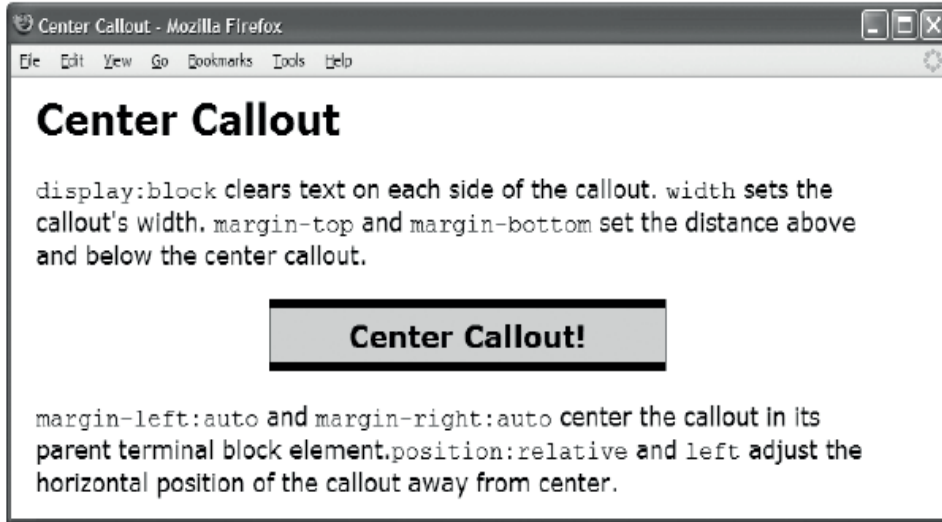 Center Callout - Mozilla Firefox
File Edit View Go Bookmarks Tools Help
Center Callout
display:block clears text on each side of the callout. width sets the
callout's width. margin-top and margin-bottom set the distance above
and below the center callout.
Center Callout!
margin-left:auto and margin-right:auto center the callout in its
parent terminal block element.position:relative and left adjust the
horizontal position of the callout away from center.